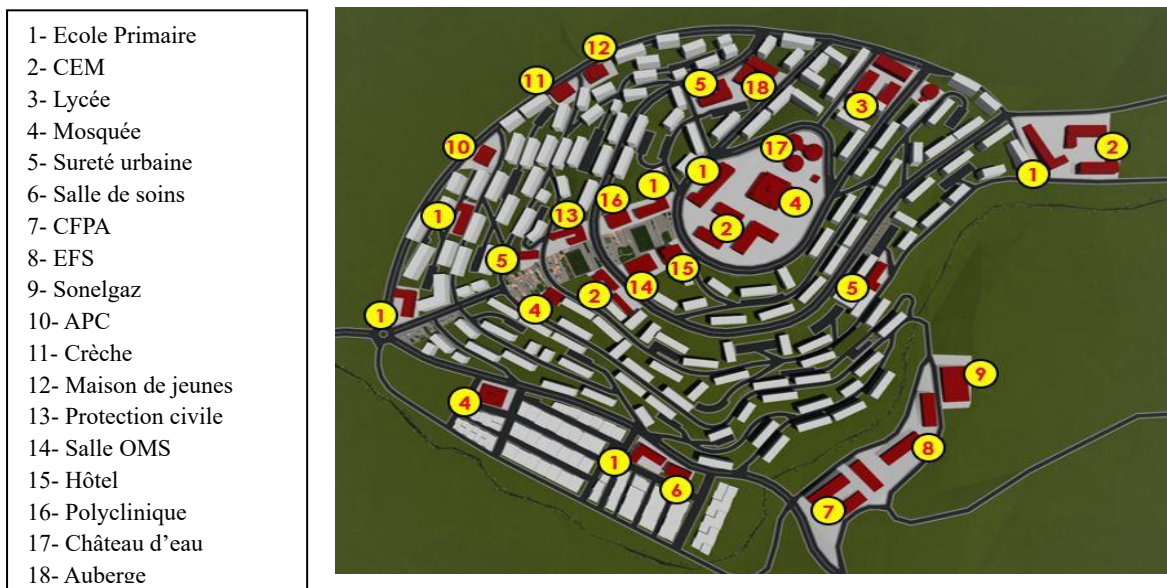 1- Ecole Primaire
2- CEM
3- Lycée
4- Mosquée
5- Sureté urbaine
6- Salle de soins
7- CFPA
8- EFS
9- Sonelgaz
10- APC
11- Crèche
12- Maison de jeunes
13- Protection civile
14- Salle OMS
15- Hôtel
16- Polyclinique
17- Château d'eau
18- Auberge
12
11
5
18
3
17
10
1
2
1
1
16
4
1
13
2
5
15
14
5
2
4
1
9
4
8
1
6
7